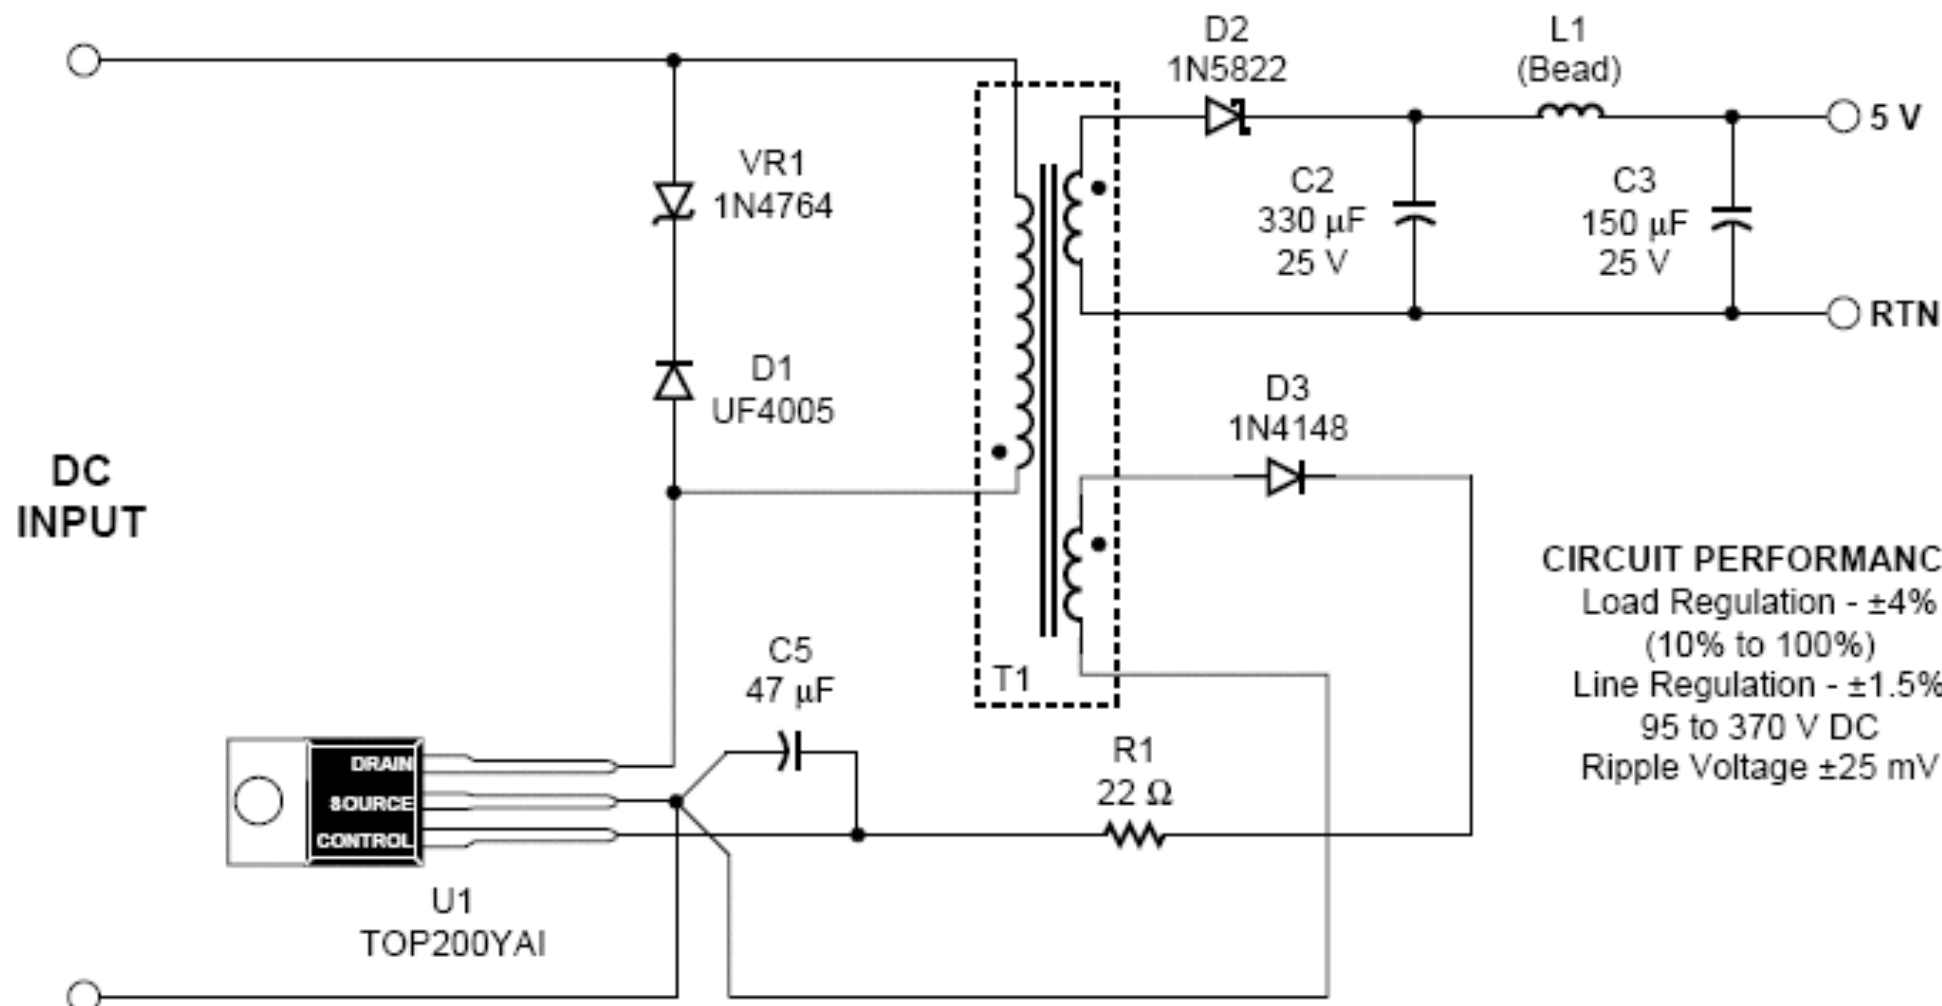 D2
1N5822
L1
(Bead)
5 V
VR1
1N4764
C2
330 µF
25 V
C3
150 µF
25 V
RTN
D1
UF4005
D3
1N4148
DC
INPUT
CIRCUIT PERFORMANC
Load Regulation - ±4%
(10% to 100%)
Line Regulation - ±1.5%
95 to 370 V DC
Ripple Voltage ±25 mV
T1
C5
47 µF
R1
22 Ω
DRAIN
SOURCE
CONTROL
U1
TOP200YAI